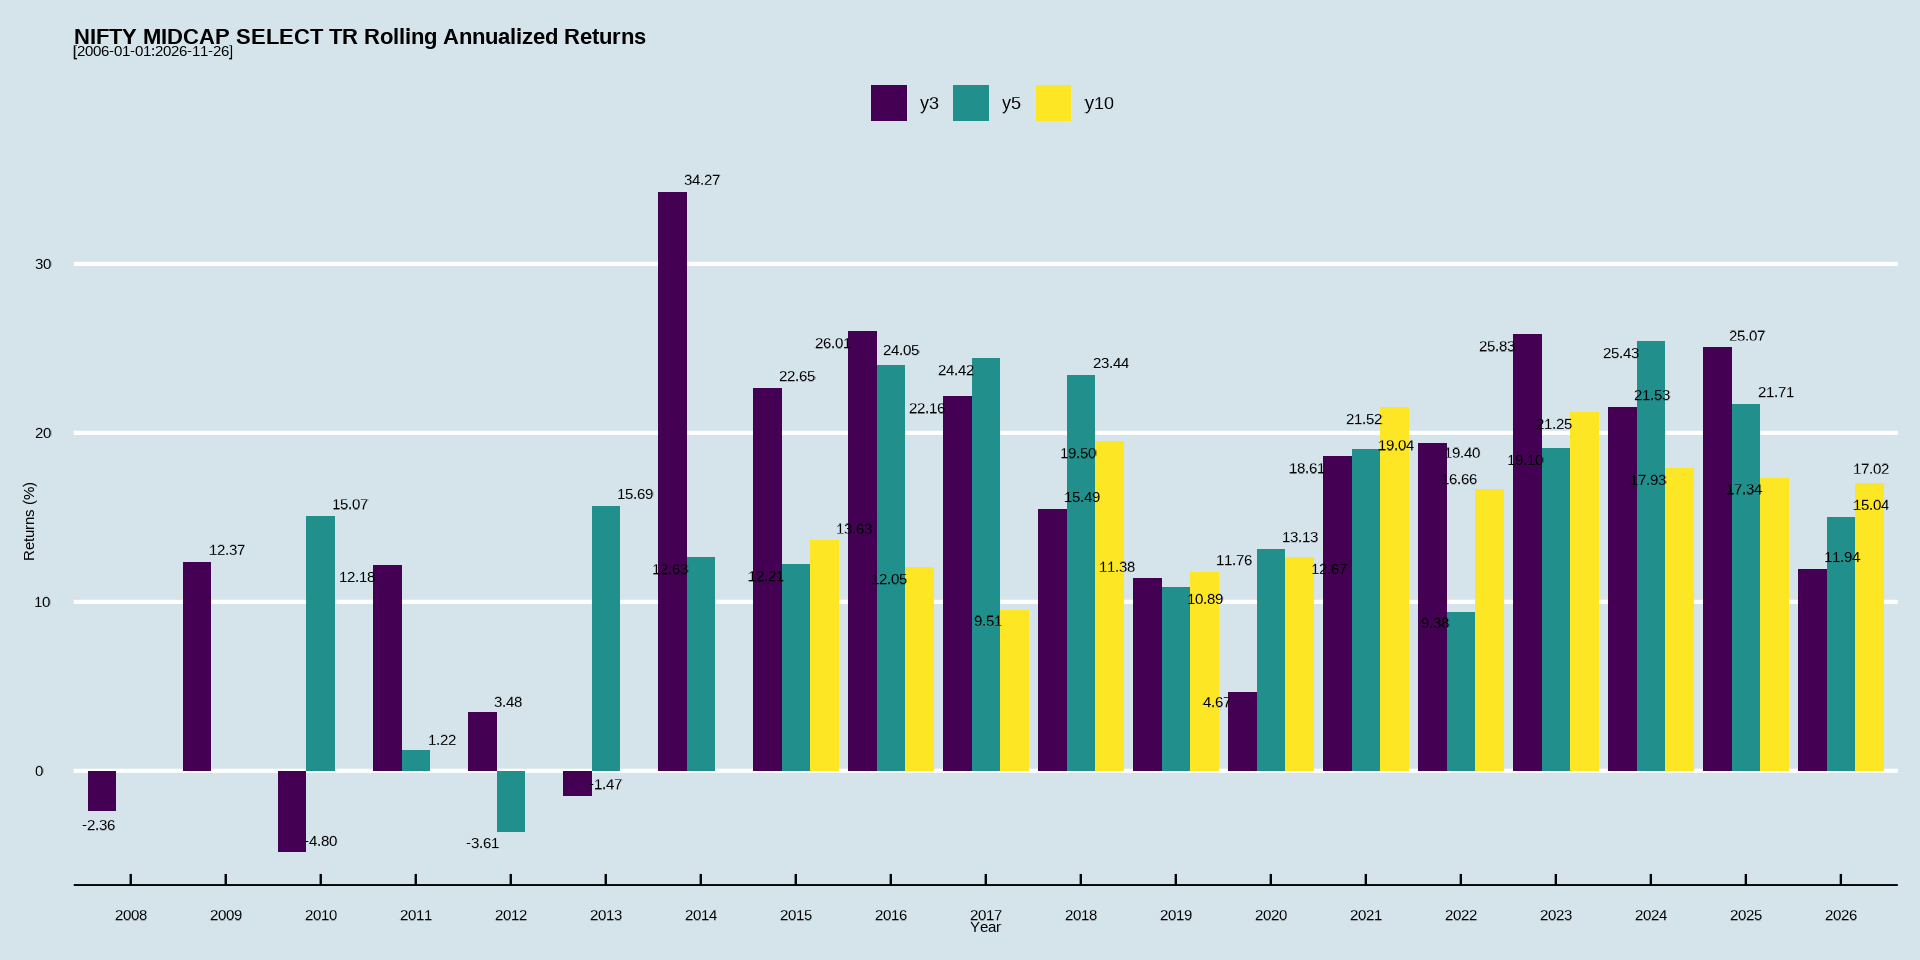 NIFTY MIDCAP SELECT TR Rolling Annualized Returns
[2006-01-01:2026-11-26]
y3 y5 y10
34.27
30
26.01 24.05 25.83 25.43 25.07
22.65 24.42 23.44
22.16 21.52 21.25 21.53 21.71
20
19.50 19.04 19.40
18.61 16.66 19.10 17.93 17.34 17.02
15.07 15.69 15.49 15.04
13.63 13.13
12.37 12.18 12.63 12.21 12.05 11.38 11.76 12.67 11.94
10
10.89
9.51 9.38
3.48 4.67
1.22
0
-1.47
-2.36 -4.80 -3.61
Returns (%)
2008 2009 2010 2011 2012 2013 2014 2015 2016 2017 2018 2019 2020 2021 2022 2023 2024 2025 2026
Year